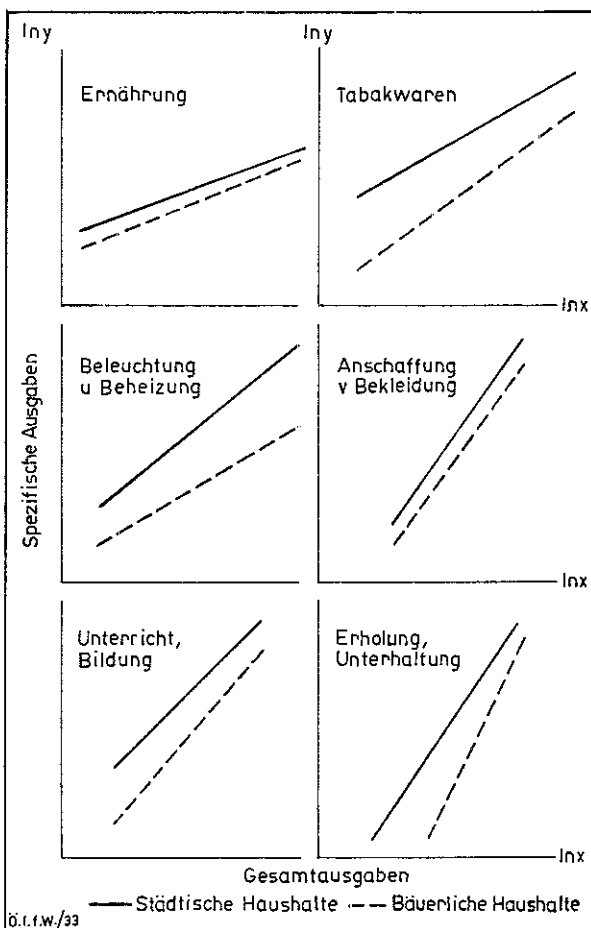 lny
lny
Ernährung
Tabakwaren
lnx
Beleuchtung
u Beheizung
Anschaffung
v Bekleidung
Spezifische Ausgaben
lnx
Unterricht,
Bildung
Erholung,
Unterhaltung
lnx
Gesamtausgaben
Städtische Haushalte
Bäuerliche Haushalte
Ö.I.f.W./33